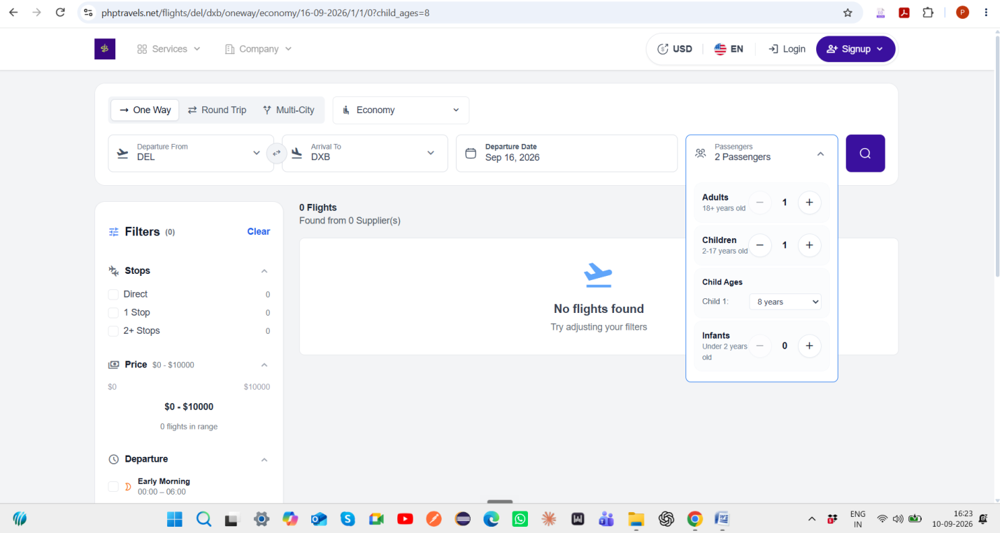 phptravels.net/flights/del/dxb/oneway/economy/16-09-2026/1/1/0?child_ages=8
P
Services
Company
USD
EN
Login
Signup
One Way
Round Trip
Multi-City
Economy
Departure From
DEL
Arrival To
DXB
Departure Date
Sep 16, 2026
Passengers
2 Passengers
Adults
18+ years old
1
Children
2-17 years old
1
Child Ages
Child 1:
8 years
Infants
Under 2 years
old
0
Filters (0)
Clear
Stops
Direct
0
1 Stop
0
2+ Stops
0
Price $0 - $10000
$0
$10000
$0 - $10000
0 flights in range
Departure
Early Morning
00:00 – 06:00
0 Flights
Found from 0 Supplier(s)
No flights found
Try adjusting your filters
ENG
IN
16:23
10-09-2026